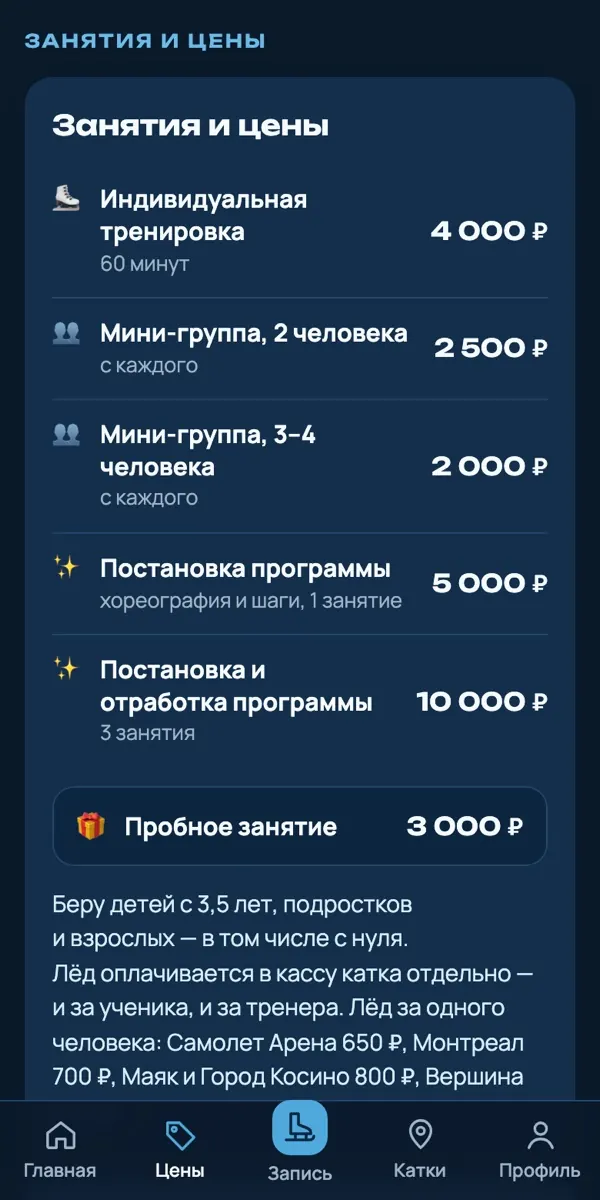 ЗАНЯТИЯ И ЦЕНЫ
Занятия и цены
Индивидуальная
тренировка
60 минут
4 000 ₽
Мини-группа, 2 человека
с каждого
2 500 ₽
Мини-группа, 3–4
человека
с каждого
2 000 ₽
Постановка программы
хореография и шаги, 1 занятие
5 000 ₽
Постановка и
отработка программы
3 занятия
10 000 ₽
Пробное занятие
3 000 ₽
Беру детей с 3,5 лет, подростков
и взрослых — в том числе с нуля.
Лёд оплачивается в кассу катка отдельно —
и за ученика, и за тренера. Лёд за одного
человека: Самолет Арена 650 ₽, Монтреал
700 ₽, Маяк и Город Косино 800 ₽, Вершина
Главная
Цены
Запись
Катки
Профиль